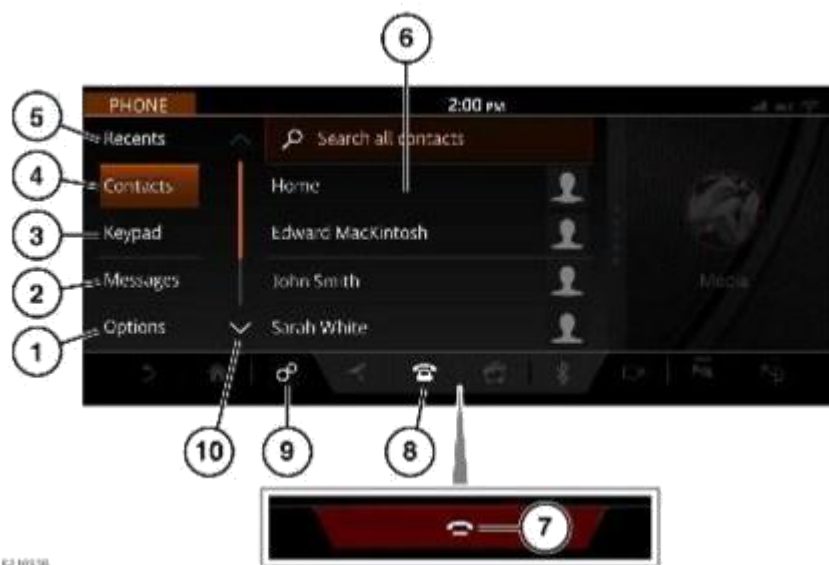 6
PHONE
2:00 PM
5
Recents
Search all contacts
4
Contacts
Home
3
Keypad
Edward MacKintosh
2
Messages
John Smith
Media
1
Options
Sarah White
10
9
8
7